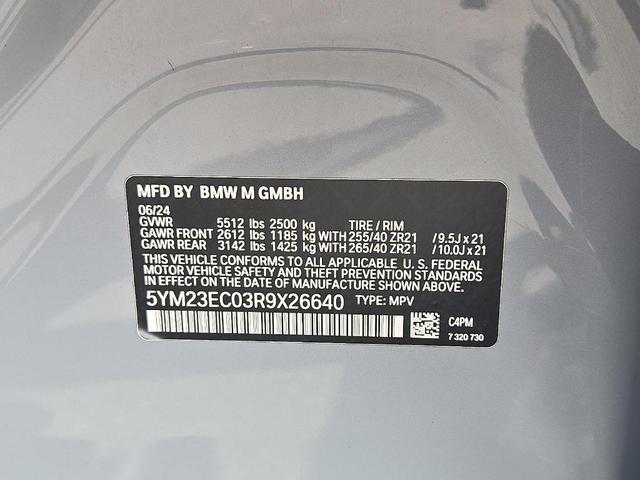 MFD BY BMW M GMBH
06/24
GVWR 5512 lbs 2500 kg TIRE / RIM
GAWR FRONT 2612 lbs 1185 kg WITH 255/40 ZR21 / 9.5J x 21
GAWR REAR 3142 lbs 1425 kg WITH 265/40 ZR21 / 10.0J x 21
THIS VEHICLE CONFORMS TO ALL APPLICABLE U. S. FEDERAL
MOTOR VEHICLE SAFETY AND THEFT PREVENTION STANDARDS
IN EFFECT ON THE DATE OF MANUFACTURE SHOWN ABOVE.
5YM23EC03R9X26640 TYPE: MPV
C4PM
7 320 730